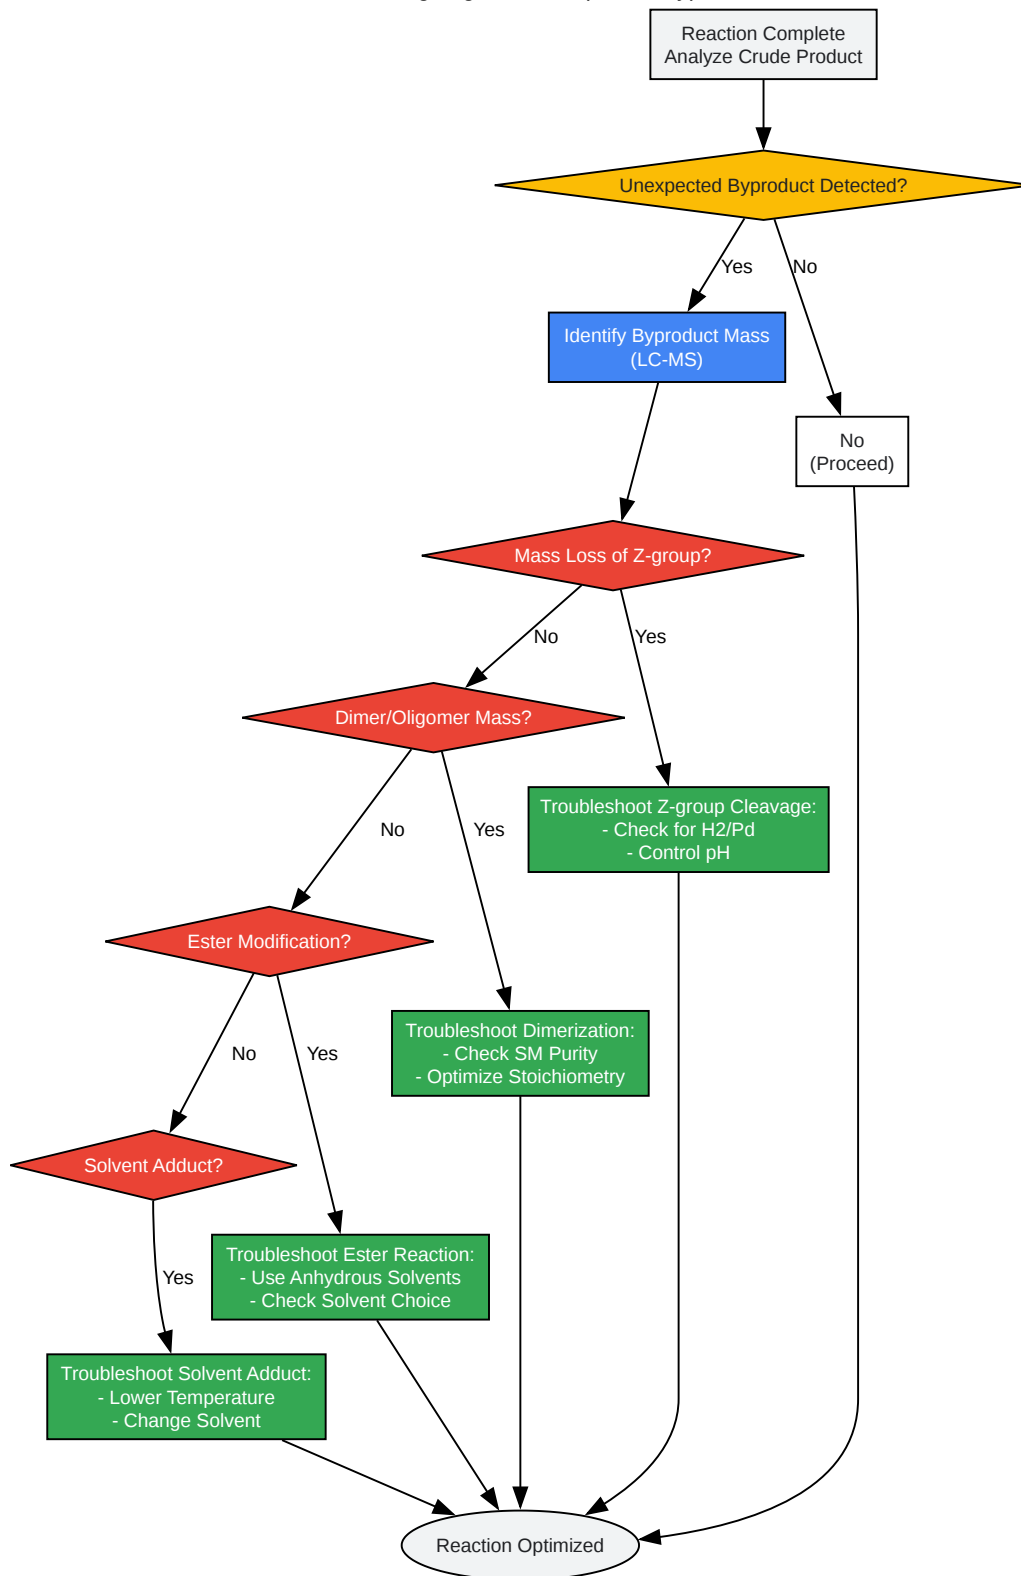 Reaction Complete
Analyze Crude Product
Unexpected Byproduct Detected?
Yes
No
Identify Byproduct Mass
(LC-MS)
No
(Proceed)
Mass Loss of Z-group?
No
Yes
Dimer/Oligomer Mass?
Troubleshoot Z-group Cleavage:
- Check for H2/Pd
- Control pH
No
Yes
Ester Modification?
Troubleshoot Dimerization:
- Check SM Purity
- Optimize Stoichiometry
No
Yes
Solvent Adduct?
Troubleshoot Ester Reaction:
- Use Anhydrous Solvents
- Check Solvent Choice
Yes
Troubleshoot Solvent Adduct:
- Lower Temperature
- Change Solvent
Reaction Optimized